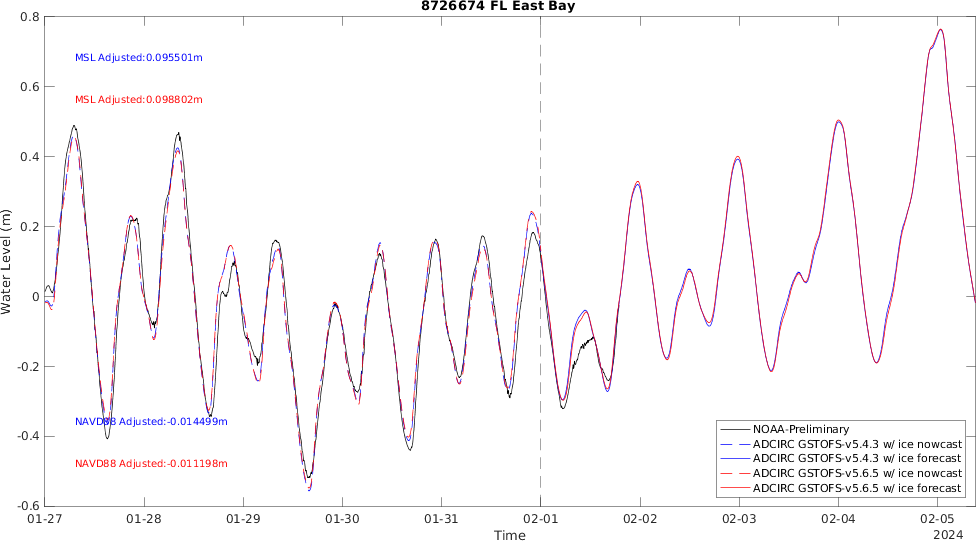 8726674 FL East Bay
0.8
0.6
0.4
0.2
0
-0.2
-0.4
-0.6
Water Level (m)
MSL Adjusted:0.095501m
MSL Adjusted:0.098802m
NAVD88 Adjusted:-0.014499m
NAVD88 Adjusted:-0.011198m
NOAA-Preliminary
ADCIRC GSTOFS-v5.4.3 w/ ice nowcast
ADCIRC GSTOFS-v5.4.3 w/ ice forecast
ADCIRC GSTOFS-v5.6.5 w/ ice nowcast
ADCIRC GSTOFS-v5.6.5 w/ ice forecast
01-27 01-28 01-29 01-30 01-31 02-01 02-02 02-03 02-04 02-05
Time
2024